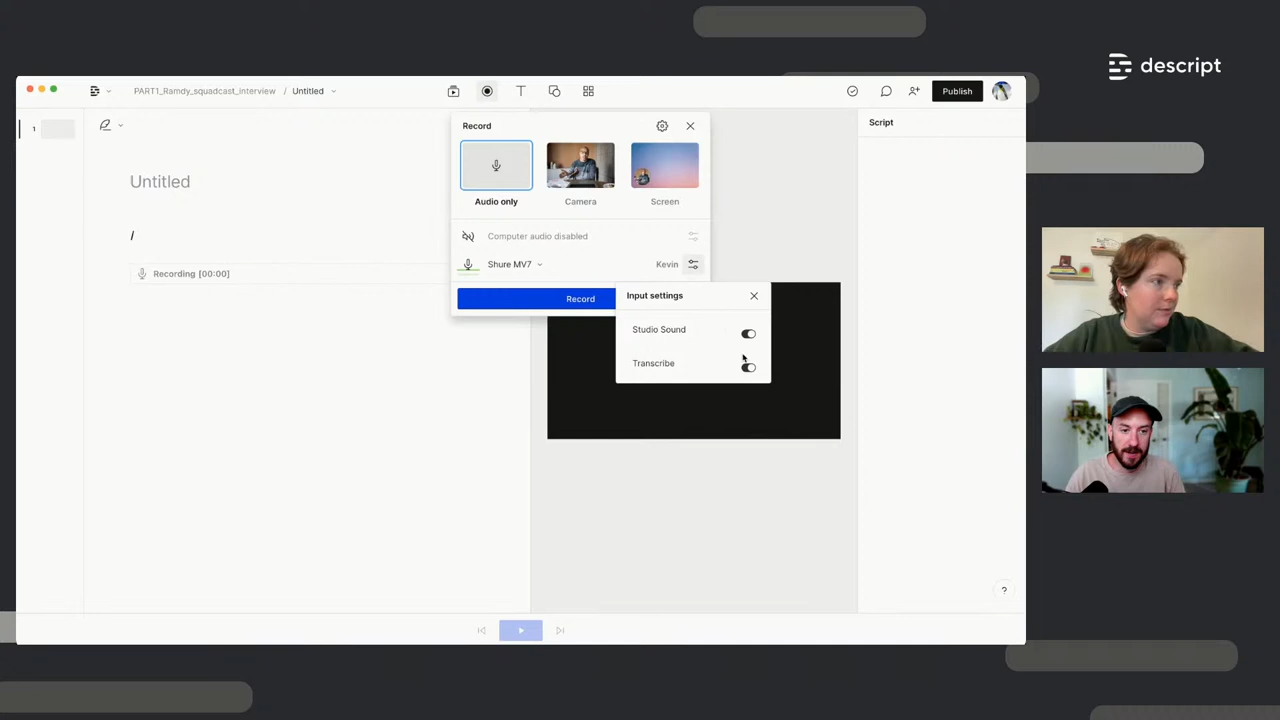 descript
PART1_Ramdy_squadcast_interview / Untitled
Publish
1
Record
Script
Untitled
Audio only
Camera
Screen
/
Computer audio disabled
Shure MV7
Kevin
Recording [00:00]
Record
Input settings
Studio Sound
Transcribe
?